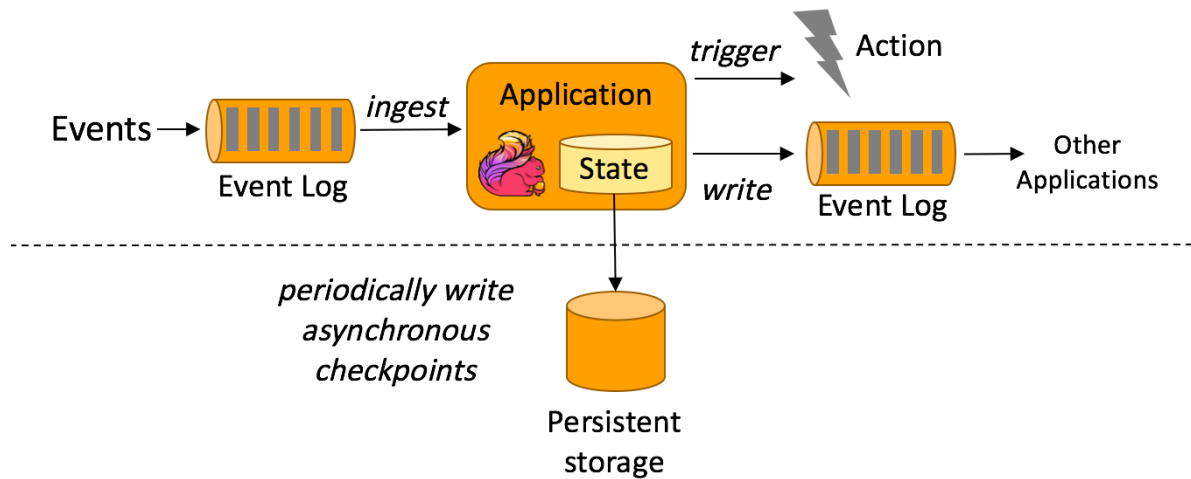 Events
Event Log
ingest
Application
State
trigger
Action
write
Event Log
Other
Applications
periodically write
asynchronous
checkpoints
Persistent
storage